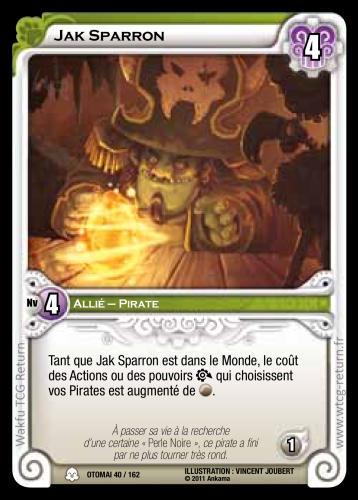 Jak Sparron
4
Nv 4 Allié – Pirate
Tant que Jak Sparron est dans le Monde, le coût
des Actions ou des pouvoirs qui choisissent
vos Pirates est augmenté de .
À passer sa vie à la recherche
d'une certaine « Perle Noire », ce pirate a fini
par ne plus tourner très rond.
1
OTOMAI 40 / 162
ILLUSTRATION : VINCENT JOUBERT
© 2011 Ankama
Wakfu TCG Return
www.wtcg-return.fr